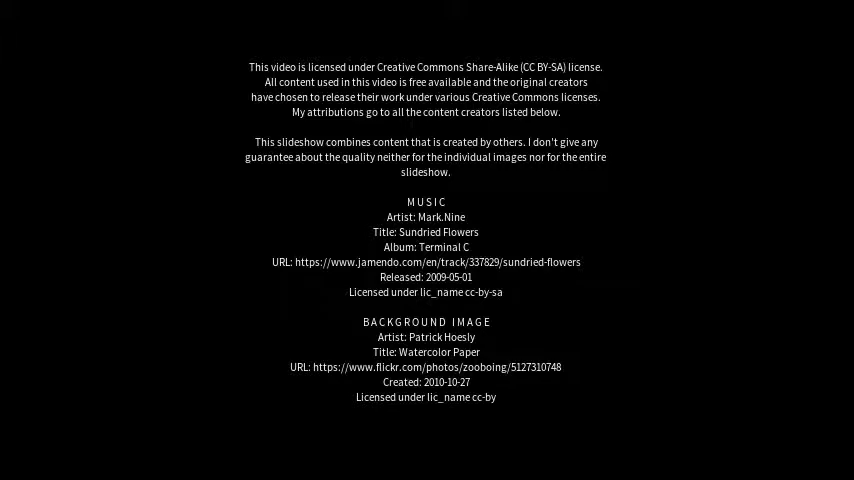 This video is licensed under Creative Commons Share-Alike (CC BY-SA) license.
All content used in this video is free available and the original creators
have chosen to release their work under various Creative Commons licenses.
My attributions go to all the content creators listed below.
This slideshow combines content that is created by others. I don't give any
guarantee about the quality neither for the individual images nor for the entire
slideshow.
MUSIC
Artist: Mark.Nine
Title: Sundried Flowers
Album: Terminal C
URL: https://www.jamendo.com/en/track/337829/sundried-flowers
Released: 2009-05-01
Licensed under lic_name cc-by-sa
BACKGROUND IMAGE
Artist: Patrick Hoesly
Title: Watercolor Paper
URL: https://www.flickr.com/photos/zooboing/5127310748
Created: 2010-10-27
Licensed under lic_name cc-by